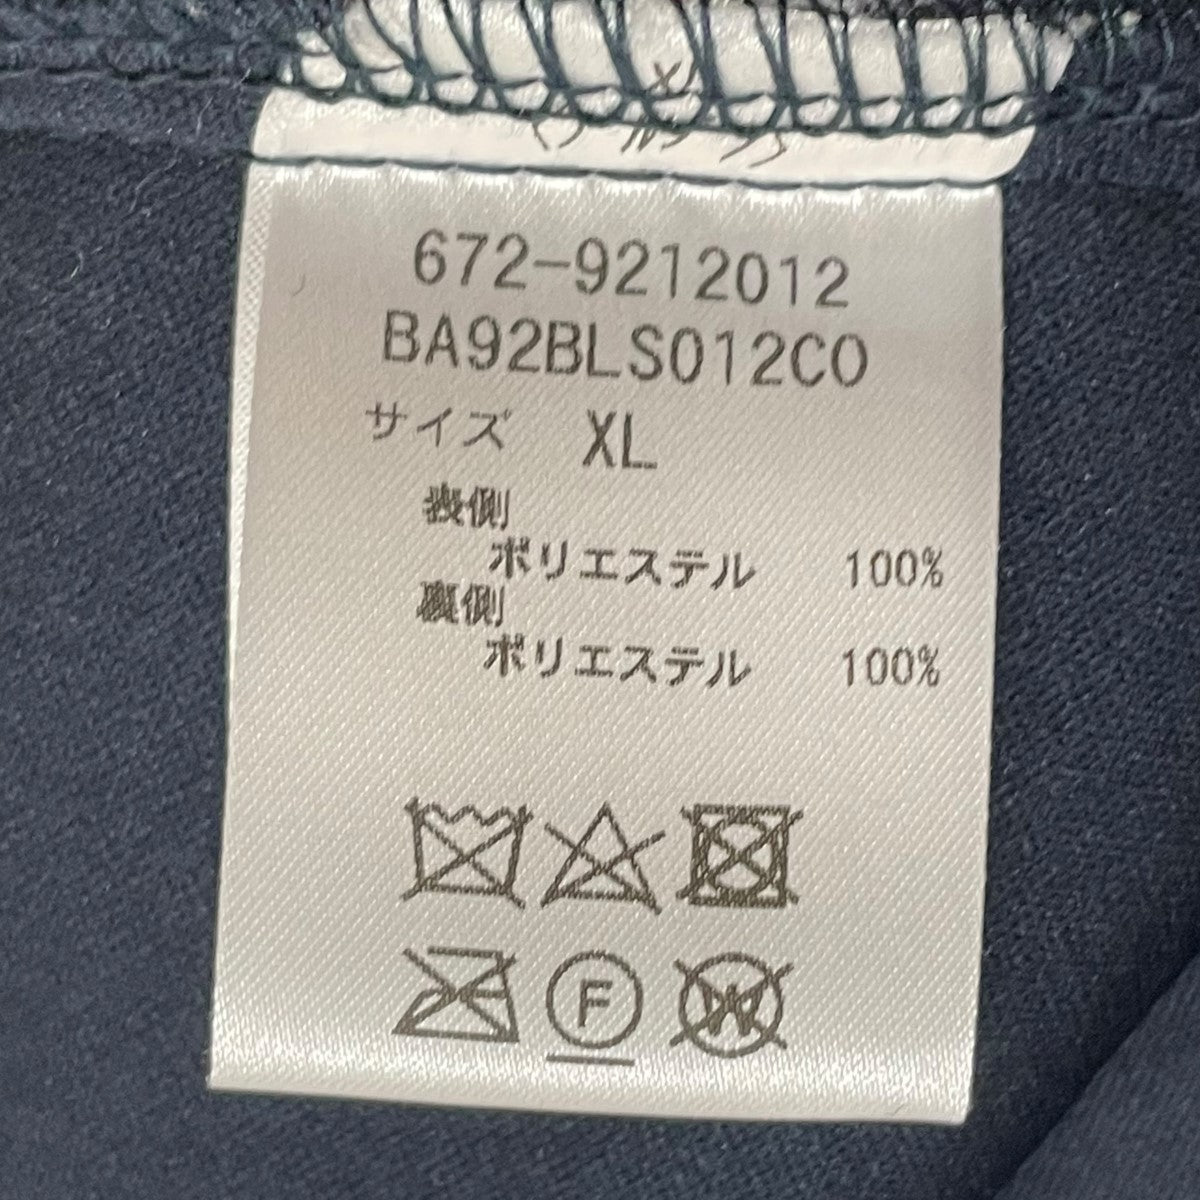 672-9212012
BA92BLS012CO
サイズ XL
表側
ポリエステル 100%
裏側
ポリエステル 100%
F W